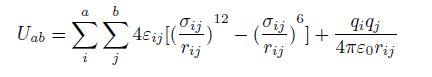 U_{ab} = \sum_{i}^{a} \sum_{j}^{b} 4\varepsilon_{ij}[(\frac{\sigma_{ij}}{r_{ij}})^{12} - (\frac{\sigma_{ij}}{r_{ij}})^{6}] + \frac{q_i q_j}{4\pi\varepsilon_0 r_{ij}}